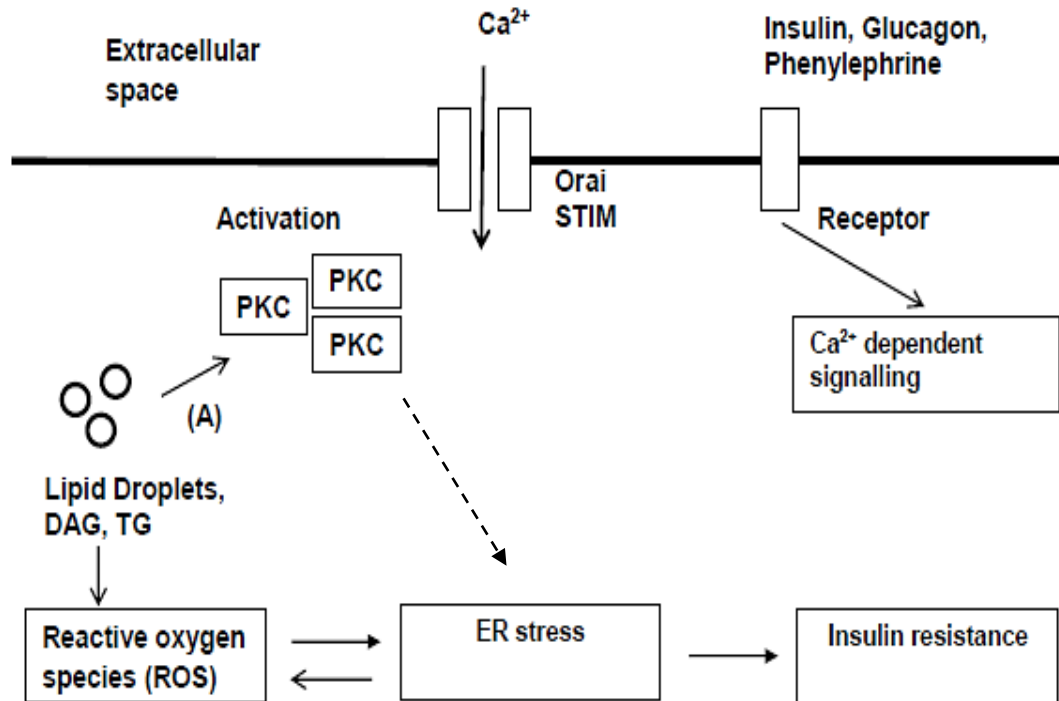 Extracellular
space
Ca²⁺
Insulin, Glucagon,
Phenylephrine
Orai
STIM
Receptor
Activation
PKC
PKC
PKC
Ca²⁺ dependent
signalling
(A)
Lipid Droplets,
DAG, TG
Reactive oxygen
species (ROS)
ER stress
Insulin resistance